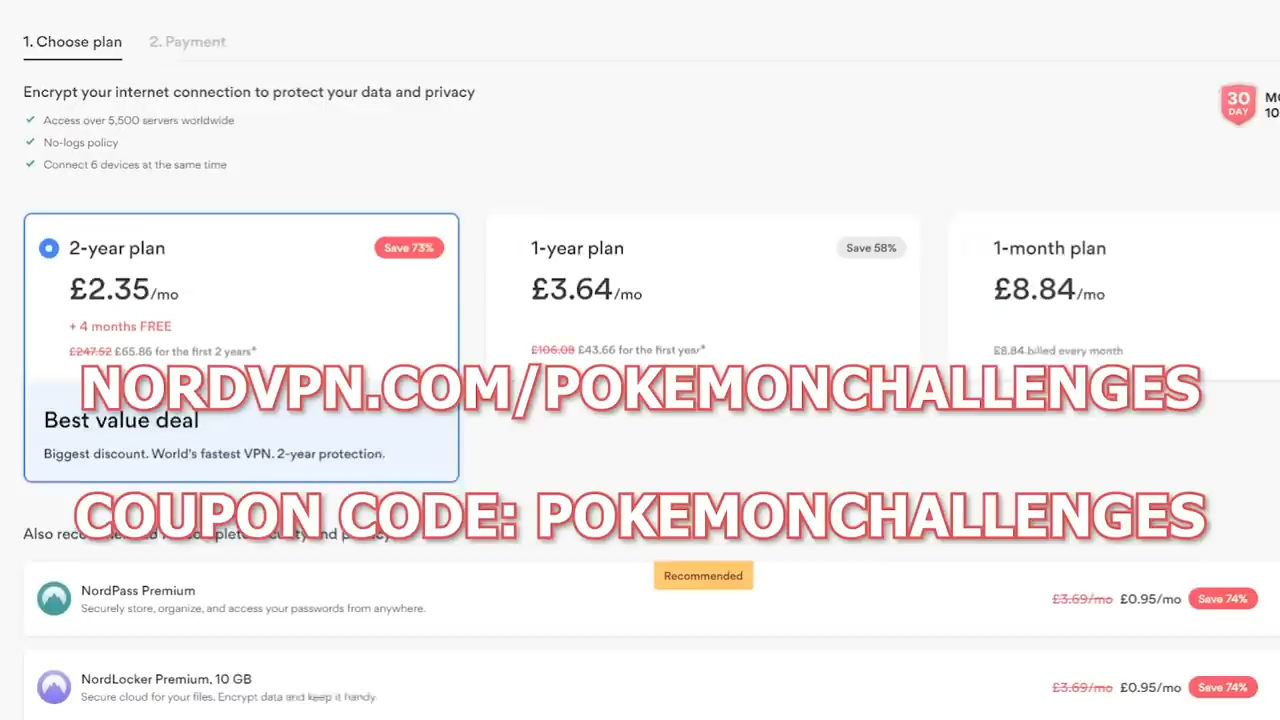 1. Choose plan 2. Payment
Encrypt your internet connection to protect your data and privacy
Access over 5,500 servers worldwide
No-logs policy
Connect 6 devices at the same time
30
DAY
10
2-year plan Save 73%
£2.35/mo
+ 4 months FREE
£247.52 £65.86 for the first 2 years*
1-year plan Save 58%
£3.64/mo
£106.08 £43.66 for the first year*
1-month plan
£8.84/mo
£8.84 billed every month
NORDVPN.COM/POKEMONCHALLENGES
Best value deal
Biggest discount. World's fastest VPN. 2-year protection.
COUPON CODE: POKEMONCHALLENGES
Also
Recommended
NordPass Premium
Securely store, organize, and access your passwords from anywhere.
£3.69/mo £0.95/mo Save 74%
NordLocker Premium, 10 GB
Secure cloud for your files. Encrypt data and keep it handy.
£3.69/mo £0.95/mo Save 74%